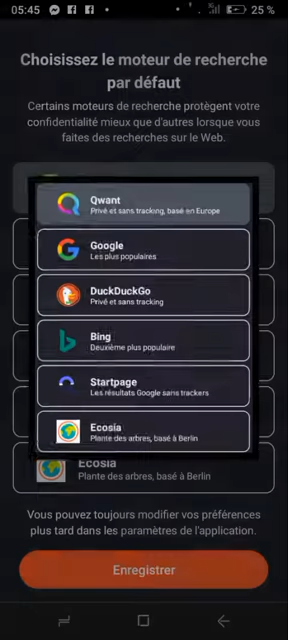 05:45
25 %
Choisissez le moteur de recherche
par défaut
Certains moteurs de recherche protègent votre
confidentialité mieux que d'autres lorsque vous
faites des recherches sur le Web.
Qwant
Privé et sans tracking, basé en Europe
Google
Les plus populaires
DuckDuckGo
Privé et sans tracking
Bing
Deuxième plus populaire
Startpage
Les résultats Google sans trackers
Ecosia
Plante des arbres, basé à Berlin
Ecosia
Plante des arbres, basé à Berlin
Vous pouvez toujours modifier vos préférences
plus tard dans les paramètres de l'application.
Enregistrer